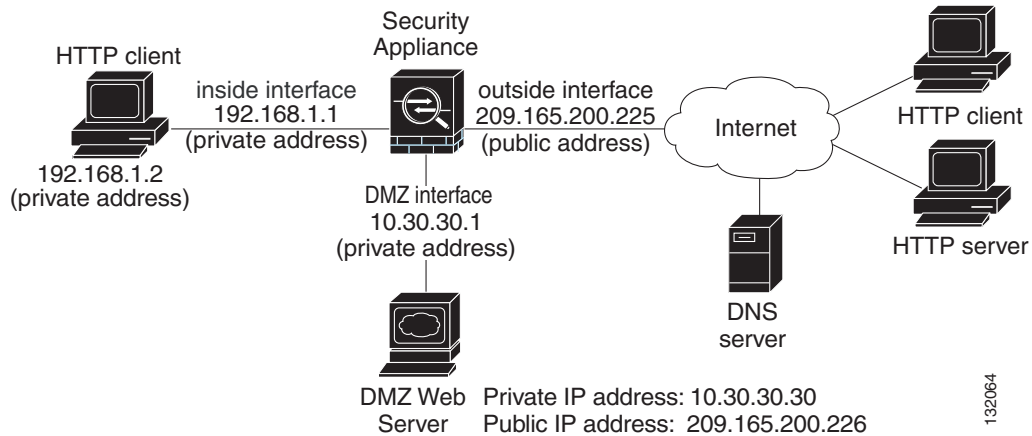 Security
Appliance
HTTP client
inside interface
192.168.1.1
(private address)
outside interface
209.165.200.225
(public address)
Internet
HTTP client
192.168.1.2
(private address)
DMZ interface
10.30.30.1
(private address)
HTTP server
DNS
server
DMZ Web
Server
Private IP address: 10.30.30.30
Public IP address: 209.165.200.226
132064